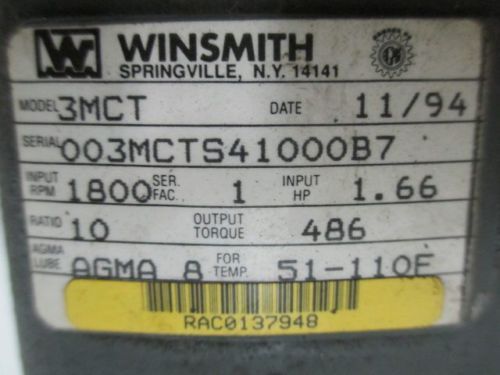 WINSMITH
SPRINGVILLE, N.Y. 14141
MODEL 3MCT DATE 11/94
SERIAL 003MCTS41000B7
INPUT RPM 1800 SER. FAC. 1 INPUT HP 1.66
RATIO 10 OUTPUT TORQUE 486
AGMA LUBE. AGMA 8 FOR TEMP. 51-110F
RAC0137948